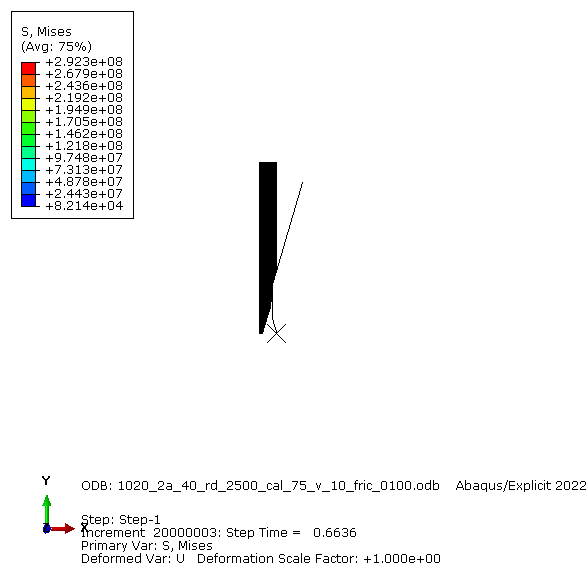 S, Mises
(Avg: 75%)
+2.923e+08
+2.679e+08
+2.436e+08
+2.192e+08
+1.949e+08
+1.705e+08
+1.462e+08
+1.218e+08
+9.748e+07
+7.313e+07
+4.878e+07
+2.443e+07
+8.214e+04
Y
X
ODB: 1020_2a_40_rd_2500_cal_75_v_10_fric_0100.odb Abaqus/Explicit 2022
Step: Step-1
Increment 20000003: Step Time = 0.6636
Primary Var: S, Mises
Deformed Var: U Deformation Scale Factor: +1.000e+00